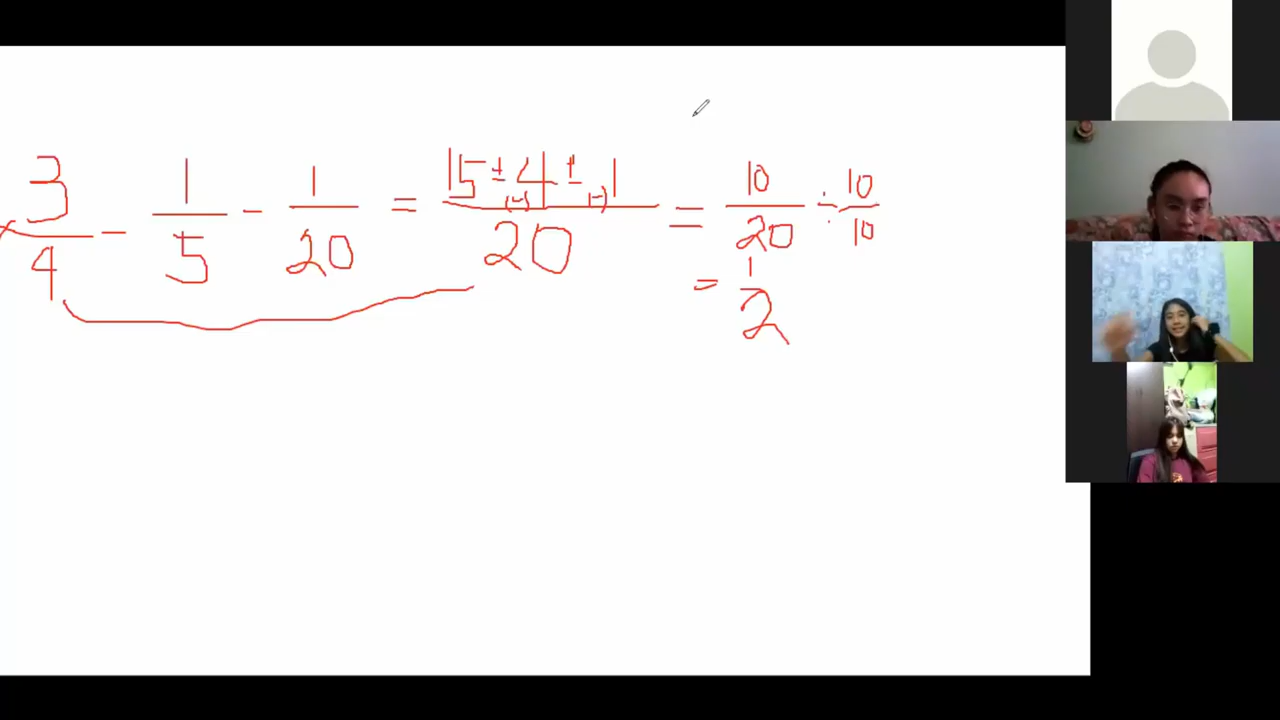 3/4 - 1/5 - 1/20 = 15 ± (-) 4 ± (-) 1 / 20 = 10/20 ÷ 10/10
= 1/2